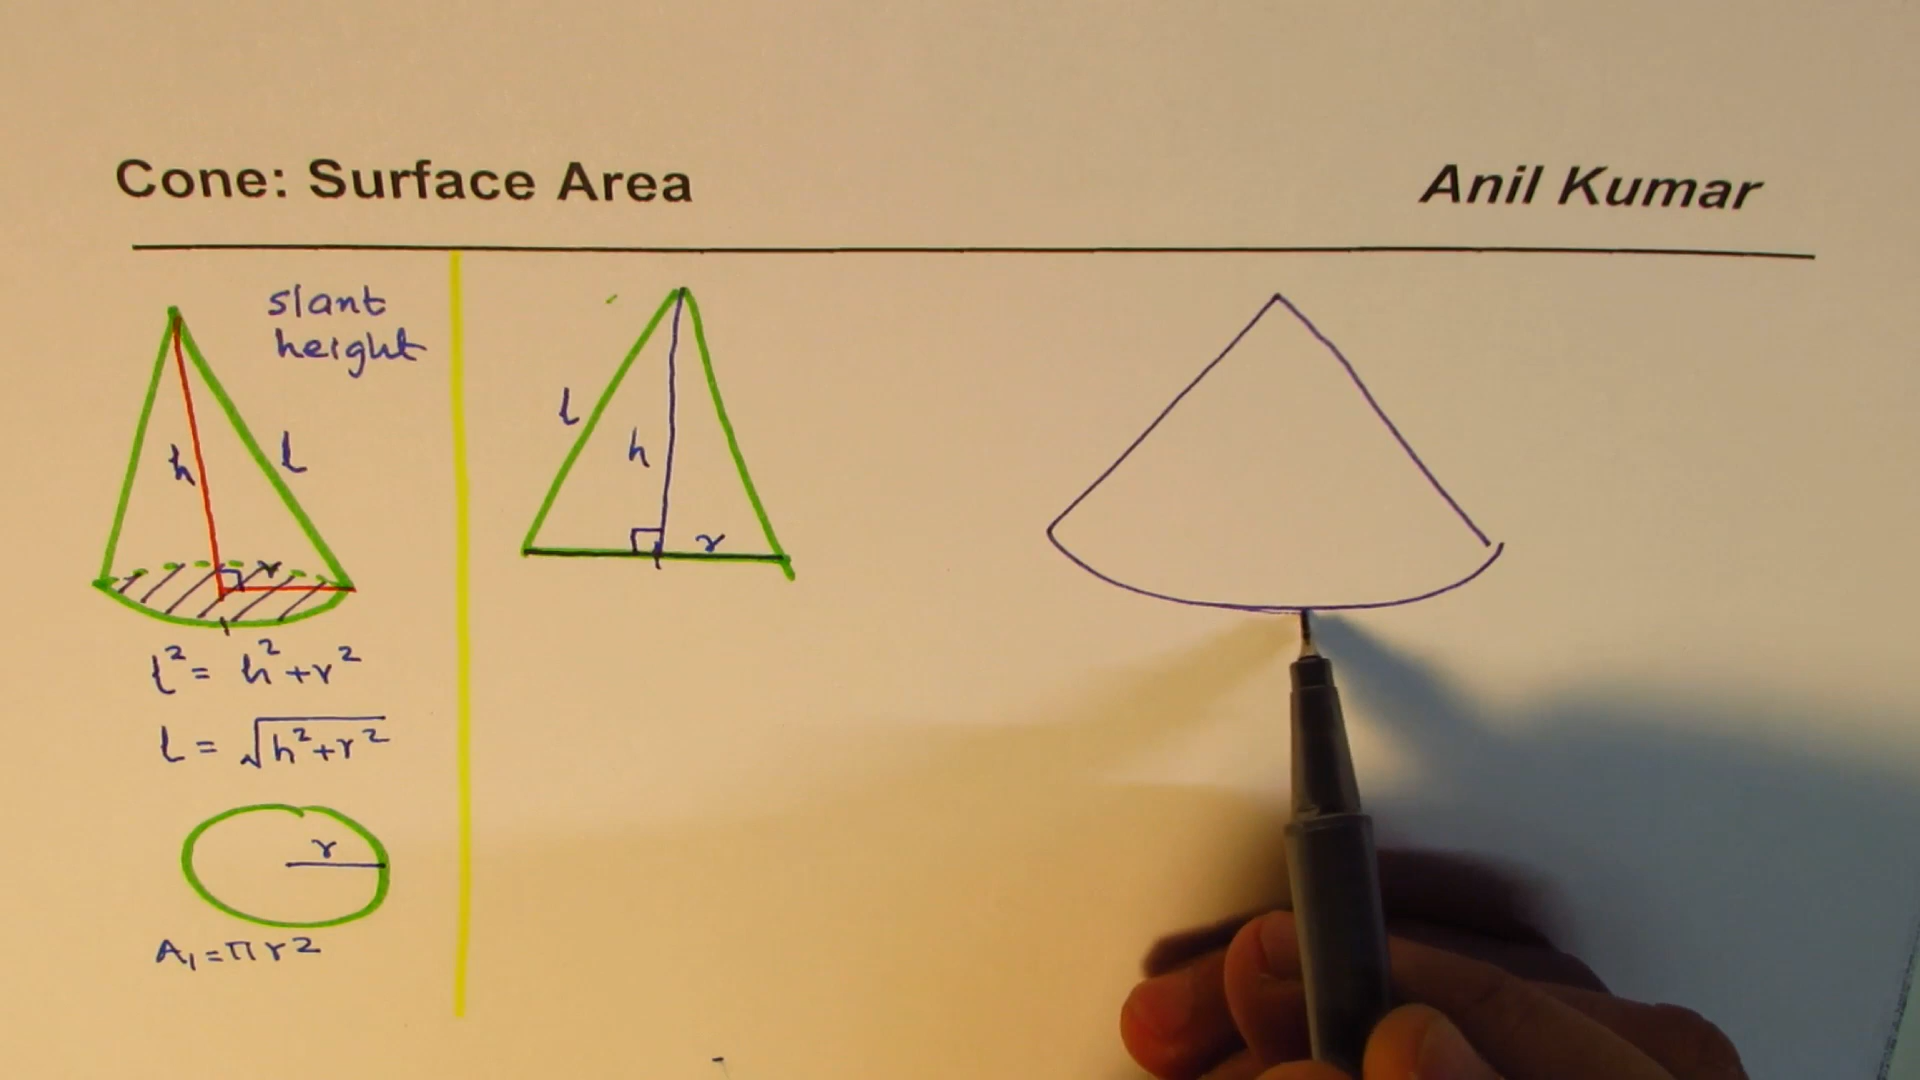 Cone: Surface Area
Anil Kumar
slant
height
h
l
r
l² = h² + r²
l = √h² + r²
r
A₁ = πr²
l
h
r